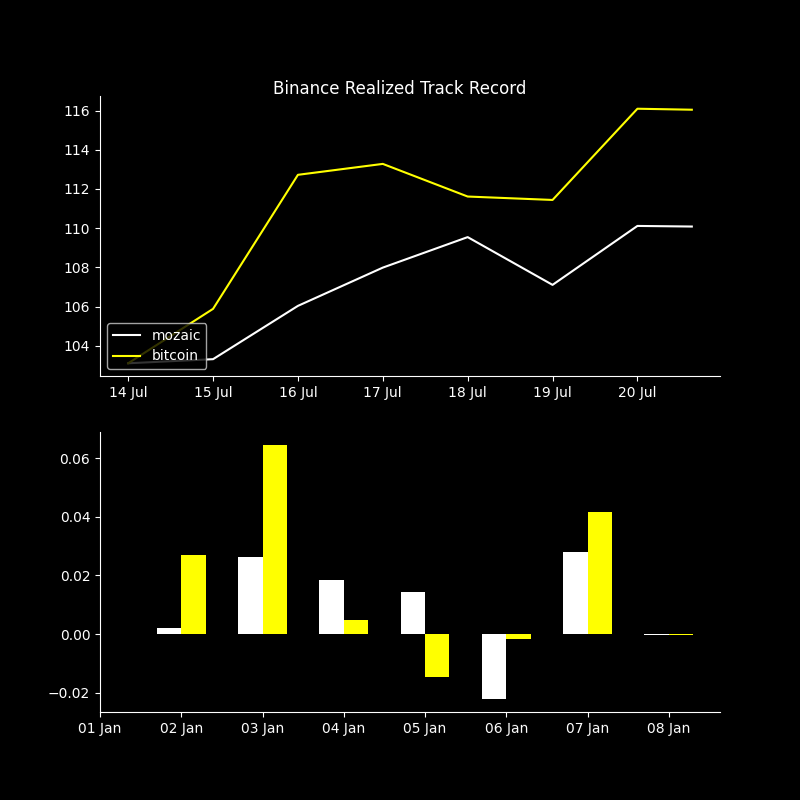 Binance Realized Track Record
116
114
112
110
108
106
104
mozaic
bitcoin
14 Jul 15 Jul 16 Jul 17 Jul 18 Jul 19 Jul 20 Jul
0.06
0.04
0.02
0.00
−0.02
01 Jan 02 Jan 03 Jan 04 Jan 05 Jan 06 Jan 07 Jan 08 Jan